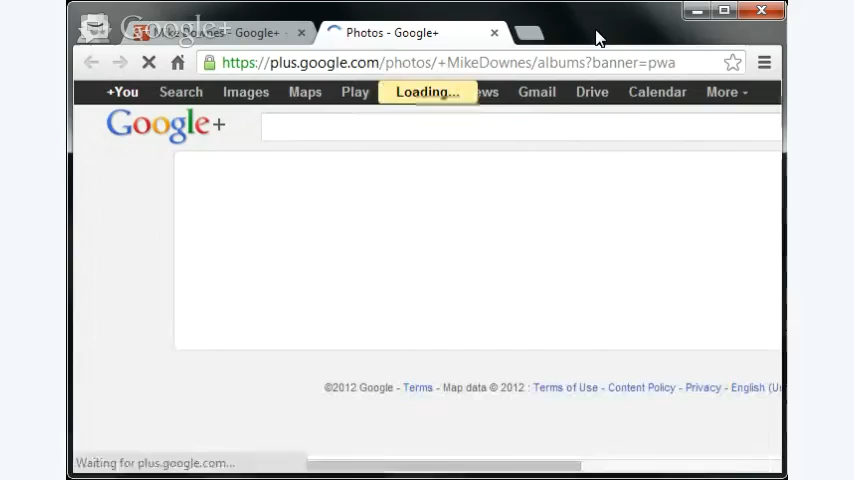 Google+
MikeDownes - Google+
Photos - Google+
https://plus.google.com/photos/+MikeDownes/albums?banner=pwa
+You Search Images Maps Play Loading... ews Gmail Drive Calendar More
Google+
©2012 Google - Terms - Map data © 2012 : Terms of Use - Content Policy - Privacy - English (U
Waiting for plus.google.com...